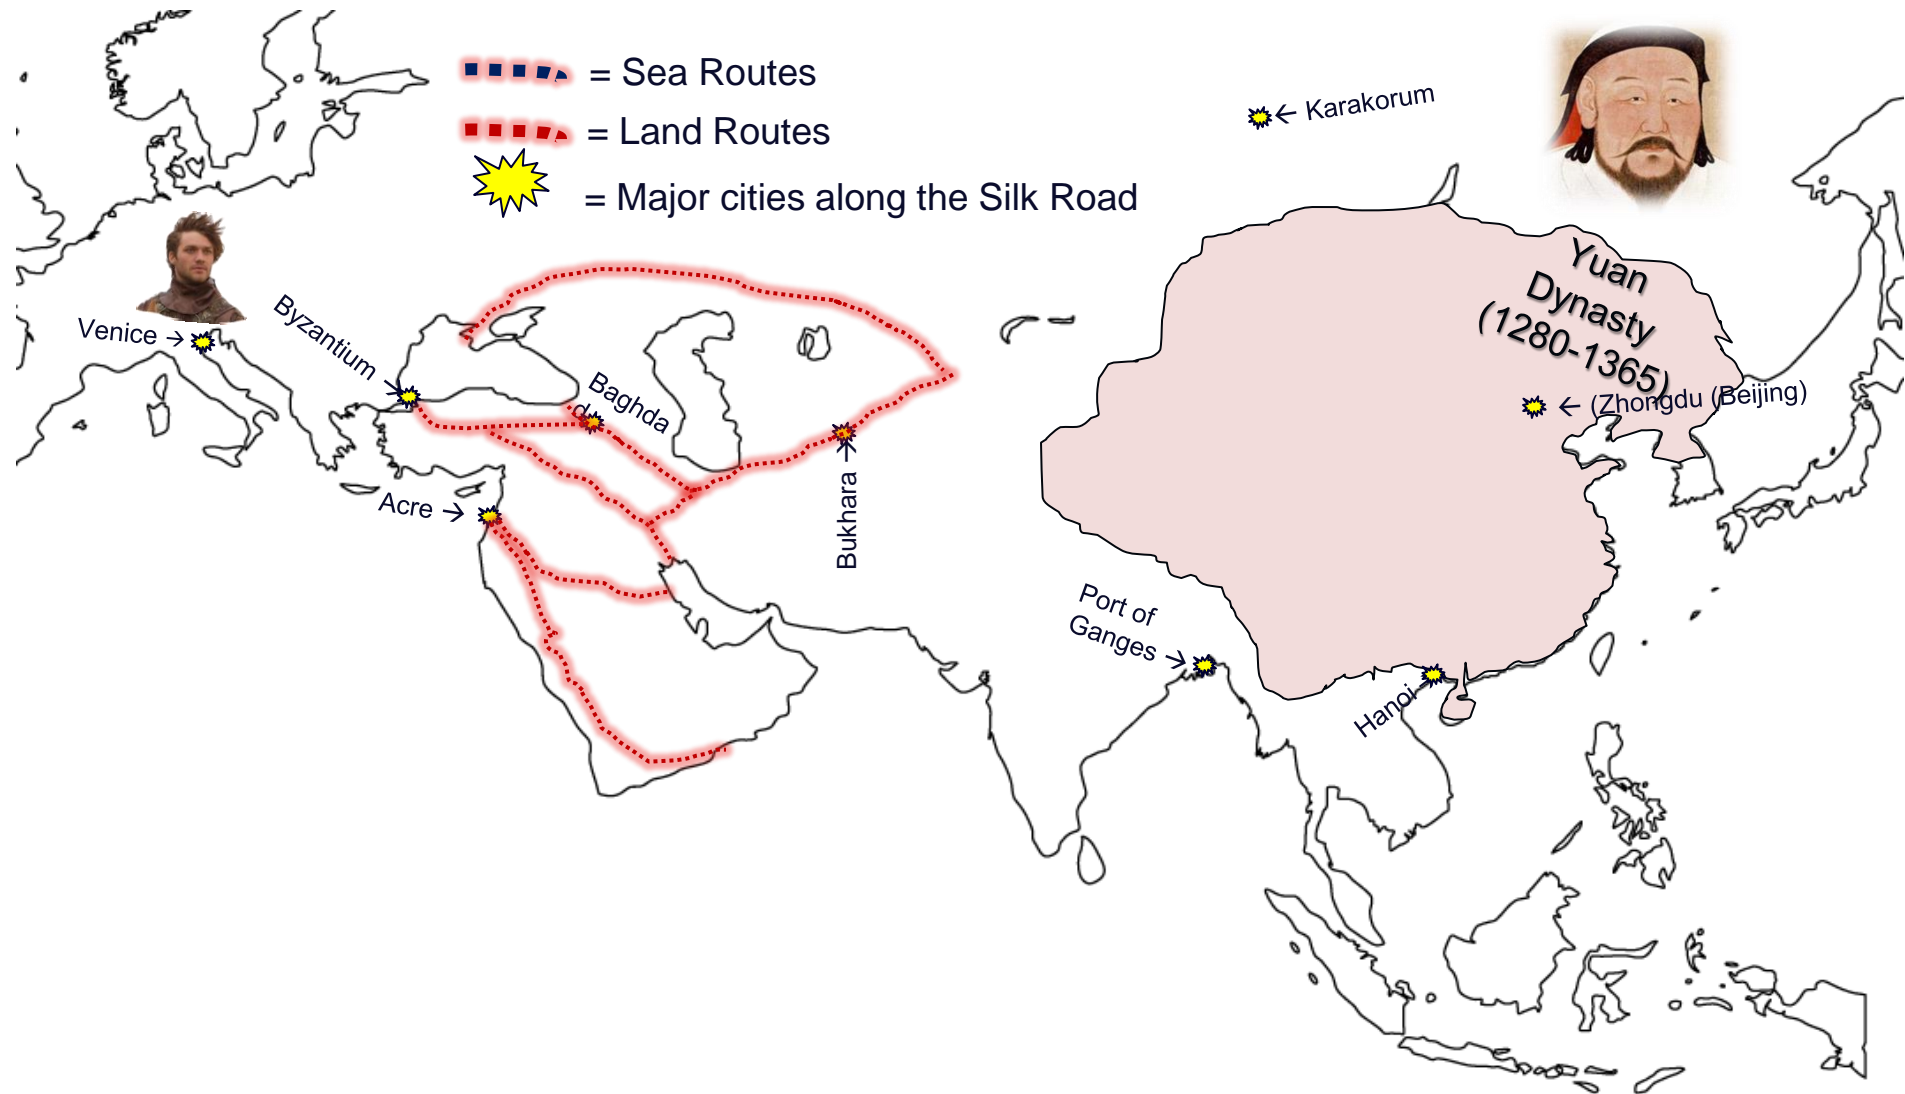 = Sea Routes
= Land Routes
= Major cities along the Silk Road
← Karakorum
Yuan
Dynasty
(1280-1365)
← (Zhongdu (Beijing)
Venice →
Byzantium →
Baghda
d→
Acre →
Bukhara →
Port of
Ganges →
Hanoi